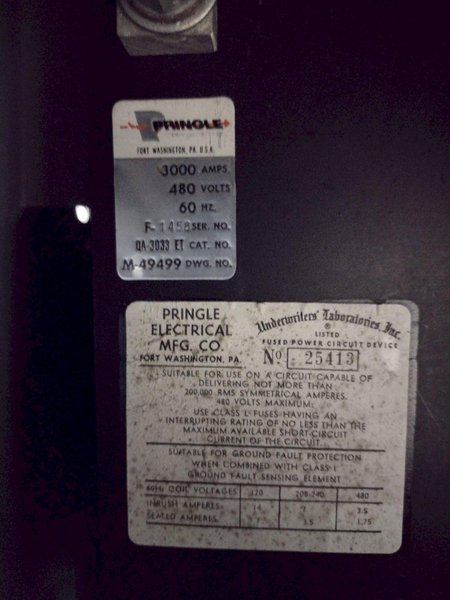 PRINGLE
FORT WASHINGTON, PA. U.S.A.
3000 AMPS.
480 VOLTS
60 HZ.
F-1458 SER. NO.
QA-3033 ET CAT. NO.
M-49499 DWG. NO.
PRINGLE
ELECTRICAL
MFG. CO.
FORT WASHINGTON, PA.
Underwriters' Laboratories, Inc.
®
LISTED
FUSED POWER CIRCUIT DEVICE
No 25413
SUITABLE FOR USE ON A CIRCUIT CAPABLE OF
DELIVERING NOT MORE THAN
200,000 RMS SYMMETRICAL AMPERES.
480 VOLTS MAXIMUM.
USE CLASS L FUSES HAVING AN
INTERRUPTING RATING OF NO LESS THAN THE
MAXIMUM AVAILABLE SHORT-CIRCUIT
CURRENT OF THE CIRCUIT.
SUITABLE FOR GROUND FAULT PROTECTION
WHEN COMBINED WITH CLASS I
GROUND FAULT SENSING ELEMENT
60Hz COIL VOLTAGES 120 208-240 480
INRUSH AMPERES 14 7 3.5
SEALED AMPERES 3.5 1.75